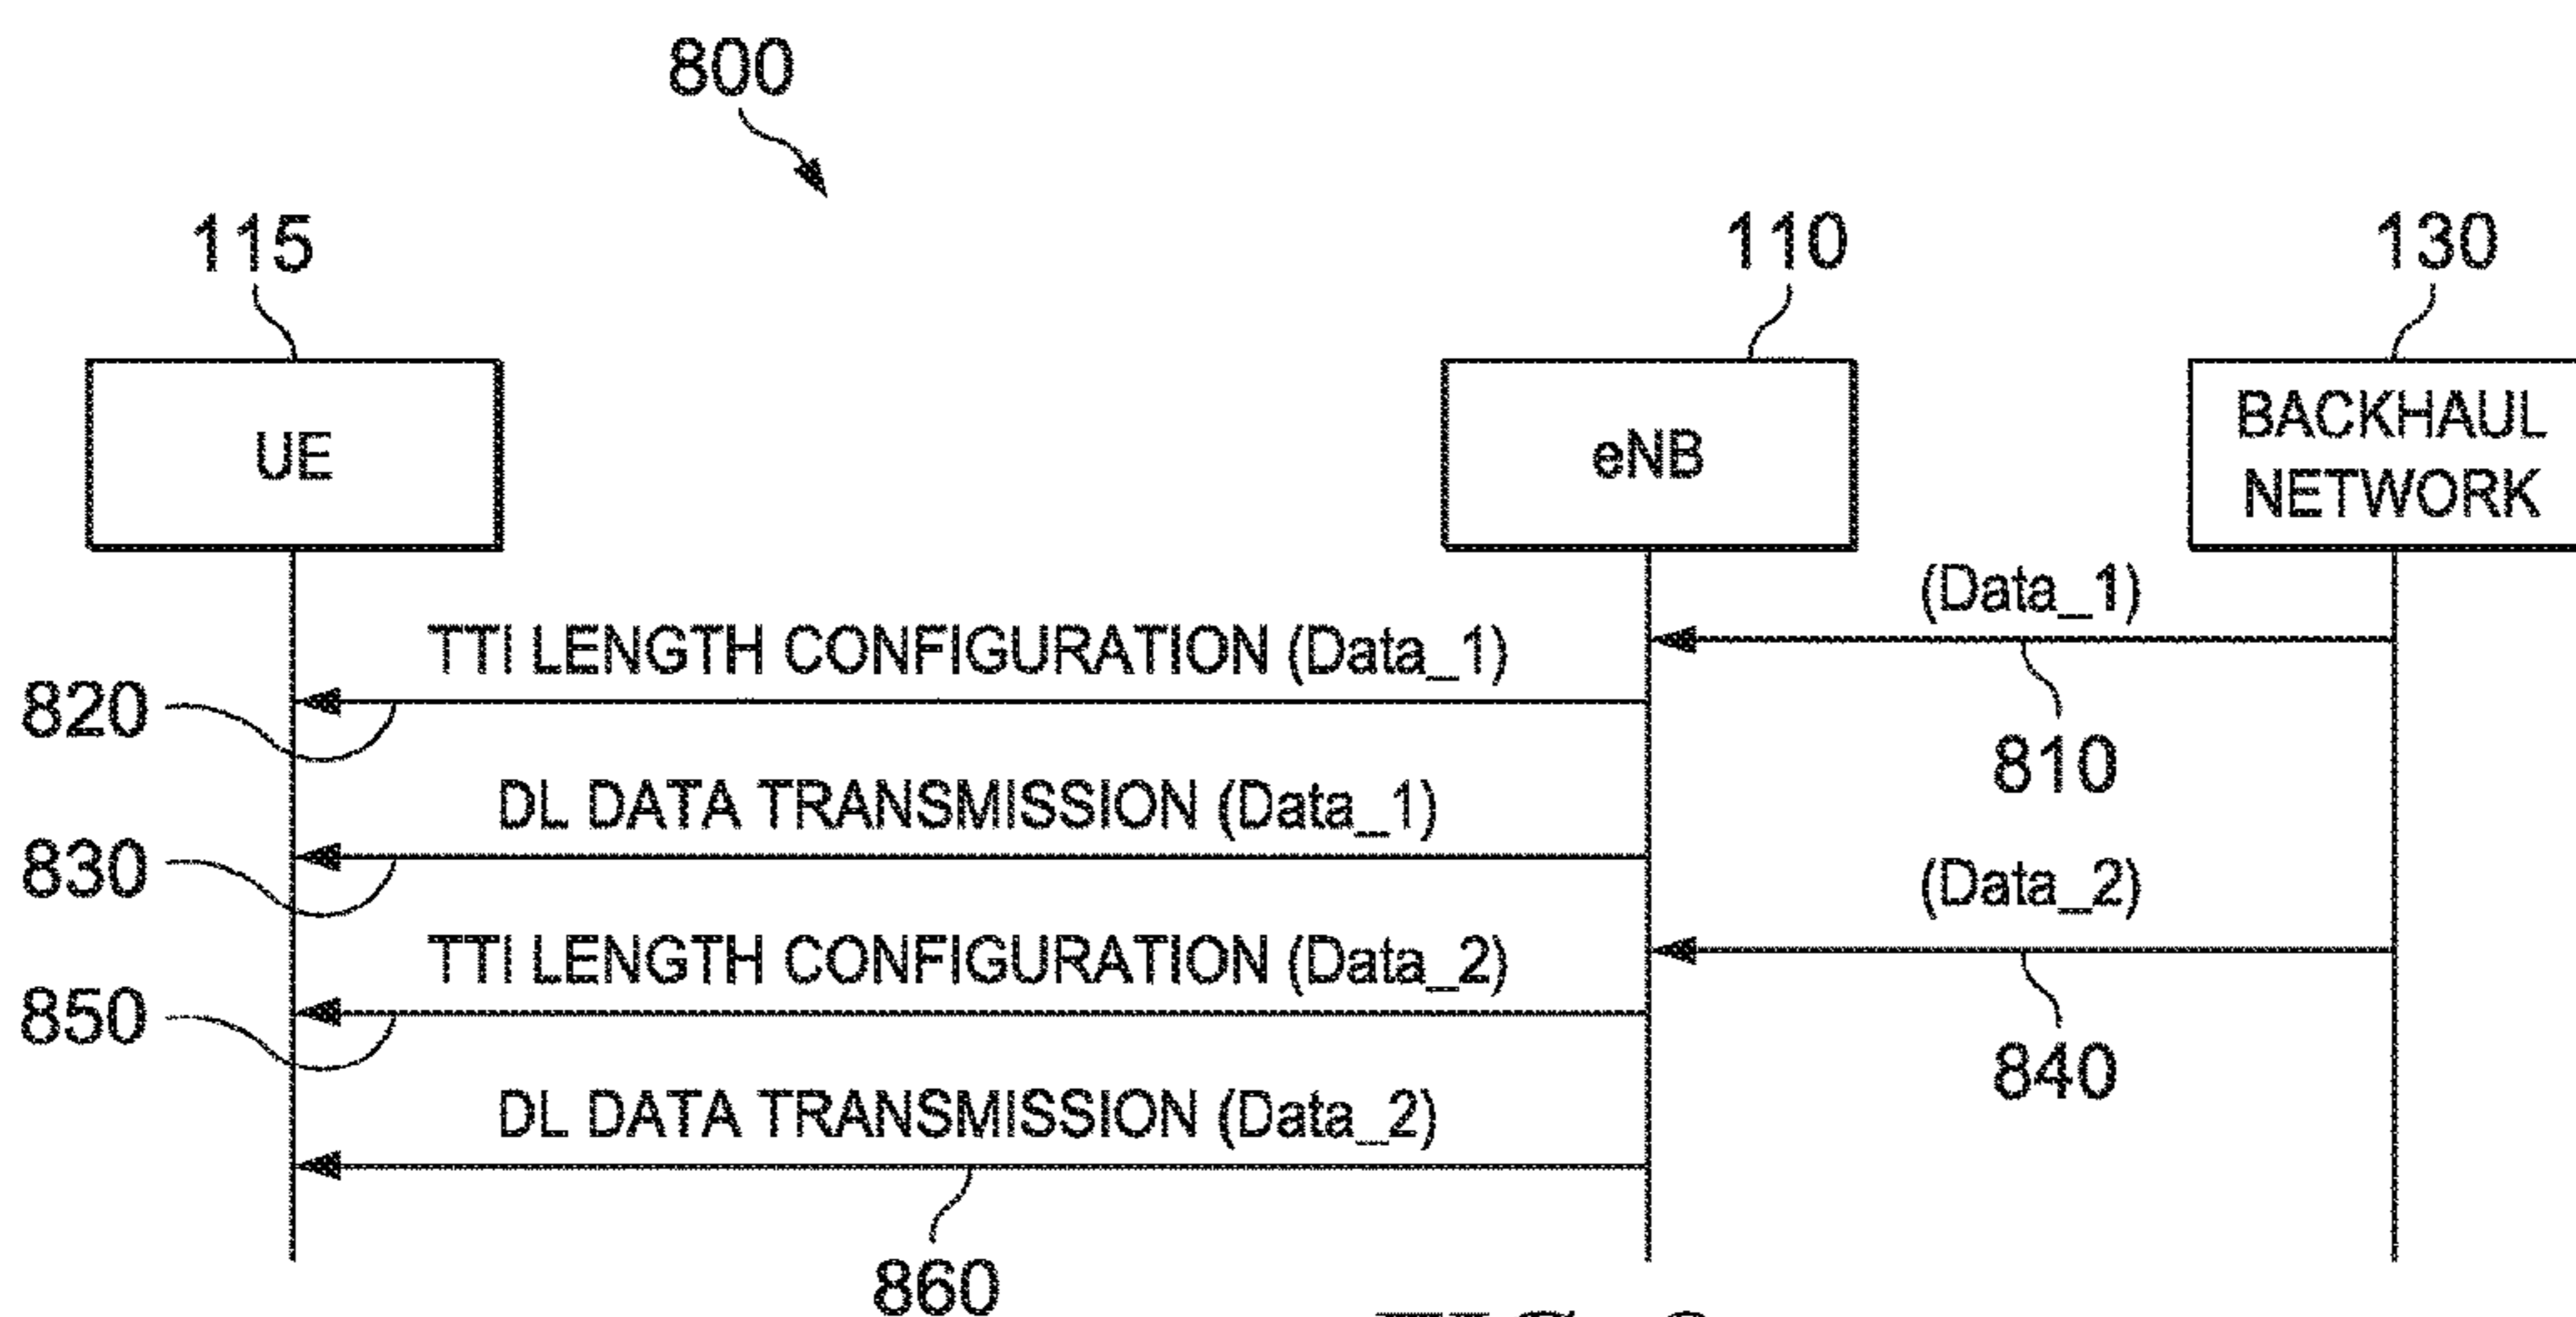 800
115
110
130
UE
eNB
BACKHAUL
NETWORK
(Data_1)
TTI LENGTH CONFIGURATION (Data_1)
820
810
DL DATA TRANSMISSION (Data_1)
830
(Data_2)
TTI LENGTH CONFIGURATION (Data_2)
850
840
DL DATA TRANSMISSION (Data_2)
860